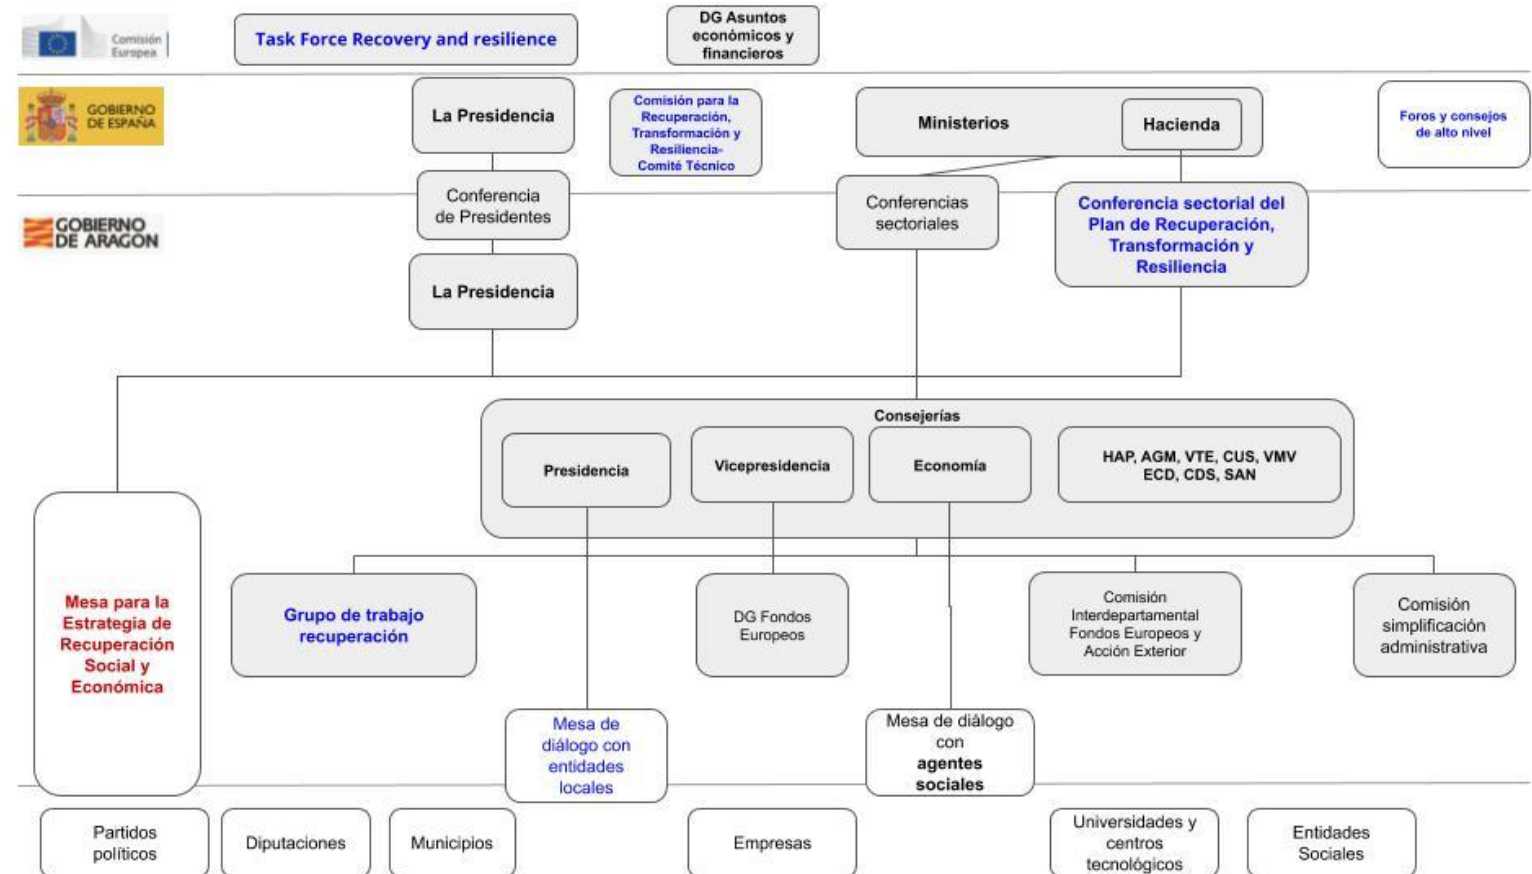 Comisión
Europea
Task Force Recovery and resilience
DG Asuntos
económicos y
financieros
GOBIERNO
DE ESPAÑA
La Presidencia
Comisión para la
Recuperación,
Transformación y
Resiliencia-
Comité Técnico
Ministerios
Hacienda
Foros y consejos
de alto nivel
GOBIERNO
DE ARAGON
Conferencia
de Presidentes
Conferencias
sectoriales
Conferencia sectorial del
Plan de Recuperación,
Transformación y
Resiliencia
La Presidencia
Consejerías
Presidencia
Vicepresidencia
Economía
HAP, AGM, VTE, CUS, VMV
ECD, CDS, SAN
Mesa para la
Estrategia de
Recuperación
Social y
Económica
Grupo de trabajo
recuperación
DG Fondos
Europeos
Comisión
Interdepartamental
Fondos Europeos y
Acción Exterior
Comisión
simplificación
administrativa
Mesa de
diálogo con
entidades
locales
Mesa de diálogo
con
agentes
sociales
Partidos
políticos
Diputaciones
Municipios
Empresas
Universidades y
centros
tecnológicos
Entidades
Sociales